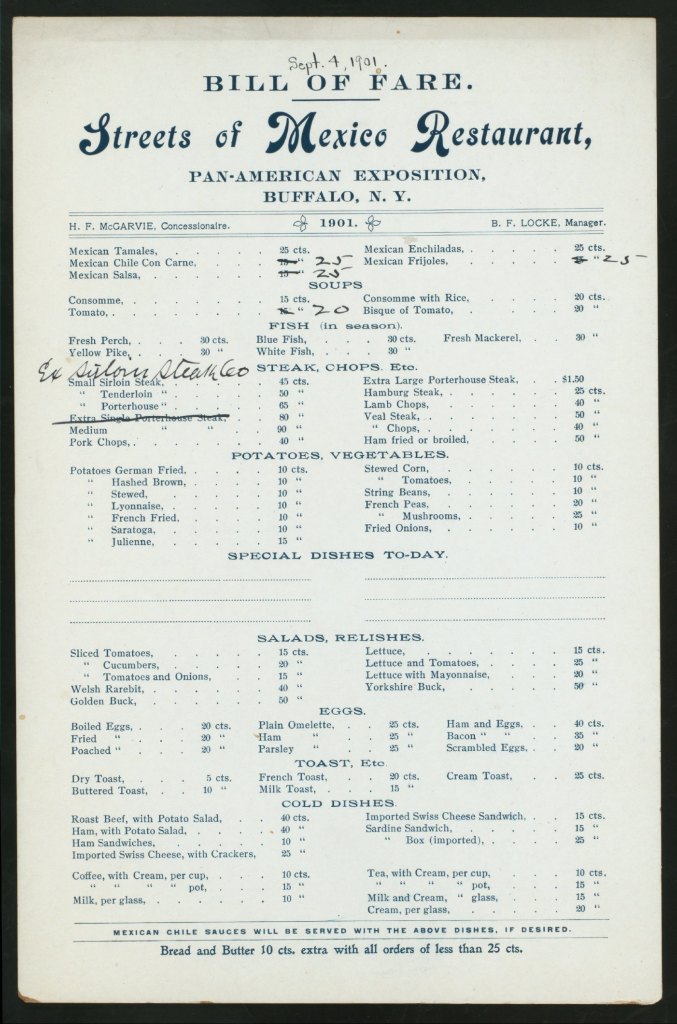 Sept. 4, 1901.
BILL OF FARE.
Streets of Mexico Restaurant,
PAN-AMERICAN EXPOSITION,
BUFFALO, N. Y.
H. F. McGARVIE, Concessionaire. 1901. B. F. LOCKE, Manager.
Mexican Tamales, 25 cts. Mexican Enchiladas, 25 cts.
Mexican Chile Con Carne, 15 " 25 Mexican Frijoles, " 25
Mexican Salsa, 15 " 25
SOUPS
Consomme, 15 cts. Consomme with Rice, 20 cts.
Tomato, 15 " 20 Bisque of Tomato, 20 "
FISH (in season).
Fresh Perch, 30 cts. Blue Fish, 30 cts. Fresh Mackerel, 30 "
Yellow Pike, 30 " White Fish, 30 "
Ex Sirloin Steak 60
STEAK, CHOPS. Etc.
Small Sirloin Steak, 45 cts. Extra Large Porterhouse Steak, $1.50
" Tenderloin " 50 " Hamburg Steak, 25 cts.
" Porterhouse " 65 " Lamb Chops, 40 "
Extra Single Porterhouse Steak, 80 " Veal Steak, 50 "
Medium " " 90 " " Chops, 40 "
Pork Chops, 40 " Ham fried or broiled, 50 "
POTATOES, VEGETABLES.
Potatoes German Fried, 10 cts. Stewed Corn, 10 cts.
" Hashed Brown, 10 " " Tomatoes, 10 "
" Stewed, 10 " String Beans, 10 "
" Lyonnaise, 10 " French Peas, 20 "
" French Fried, 10 " " Mushrooms, 25 "
" Saratoga, 10 " Fried Onions, 10 "
" Julienne, 15 "
SPECIAL DISHES TO-DAY.
SALADS, RELISHES.
Sliced Tomatoes, 15 cts. Lettuce, 15 cts.
" Cucumbers, 20 " Lettuce and Tomatoes, 25 "
" Tomatoes and Onions, 15 " Lettuce with Mayonnaise, 20 "
Welsh Rarebit, 40 " Yorkshire Buck, 50 "
Golden Buck, 50 "
EGGS.
Boiled Eggs, 20 cts. Plain Omelette, 25 cts. Ham and Eggs, 40 cts.
Fried " 20 " Ham " 25 " Bacon " " 35 "
Poached " 20 " Parsley " 25 " Scrambled Eggs, 20 "
TOAST, Etc.
Dry Toast, 5 cts. French Toast, 20 cts. Cream Toast, 25 cts.
Buttered Toast, 10 " Milk Toast, 15 "
COLD DISHES.
Roast Beef, with Potato Salad, 40 cts. Imported Swiss Cheese Sandwich, 15 cts.
Ham, with Potato Salad, 40 " Sardine Sandwich, 15 "
Ham Sandwiches, 10 " " Box (imported), 25 "
Imported Swiss Cheese, with Crackers, 25 "
Coffee, with Cream, per cup, 10 cts. Tea, with Cream, per cup, 10 cts.
" " " " pot, 15 " " " " " pot, 15 "
Milk, per glass, 10 " Milk and Cream, " glass, 15 "
Cream, per glass, 20 "
MEXICAN CHILE SAUCES WILL BE SERVED WITH THE ABOVE DISHES, IF DESIRED.
Bread and Butter 10 cts. extra with all orders of less than 25 cts.